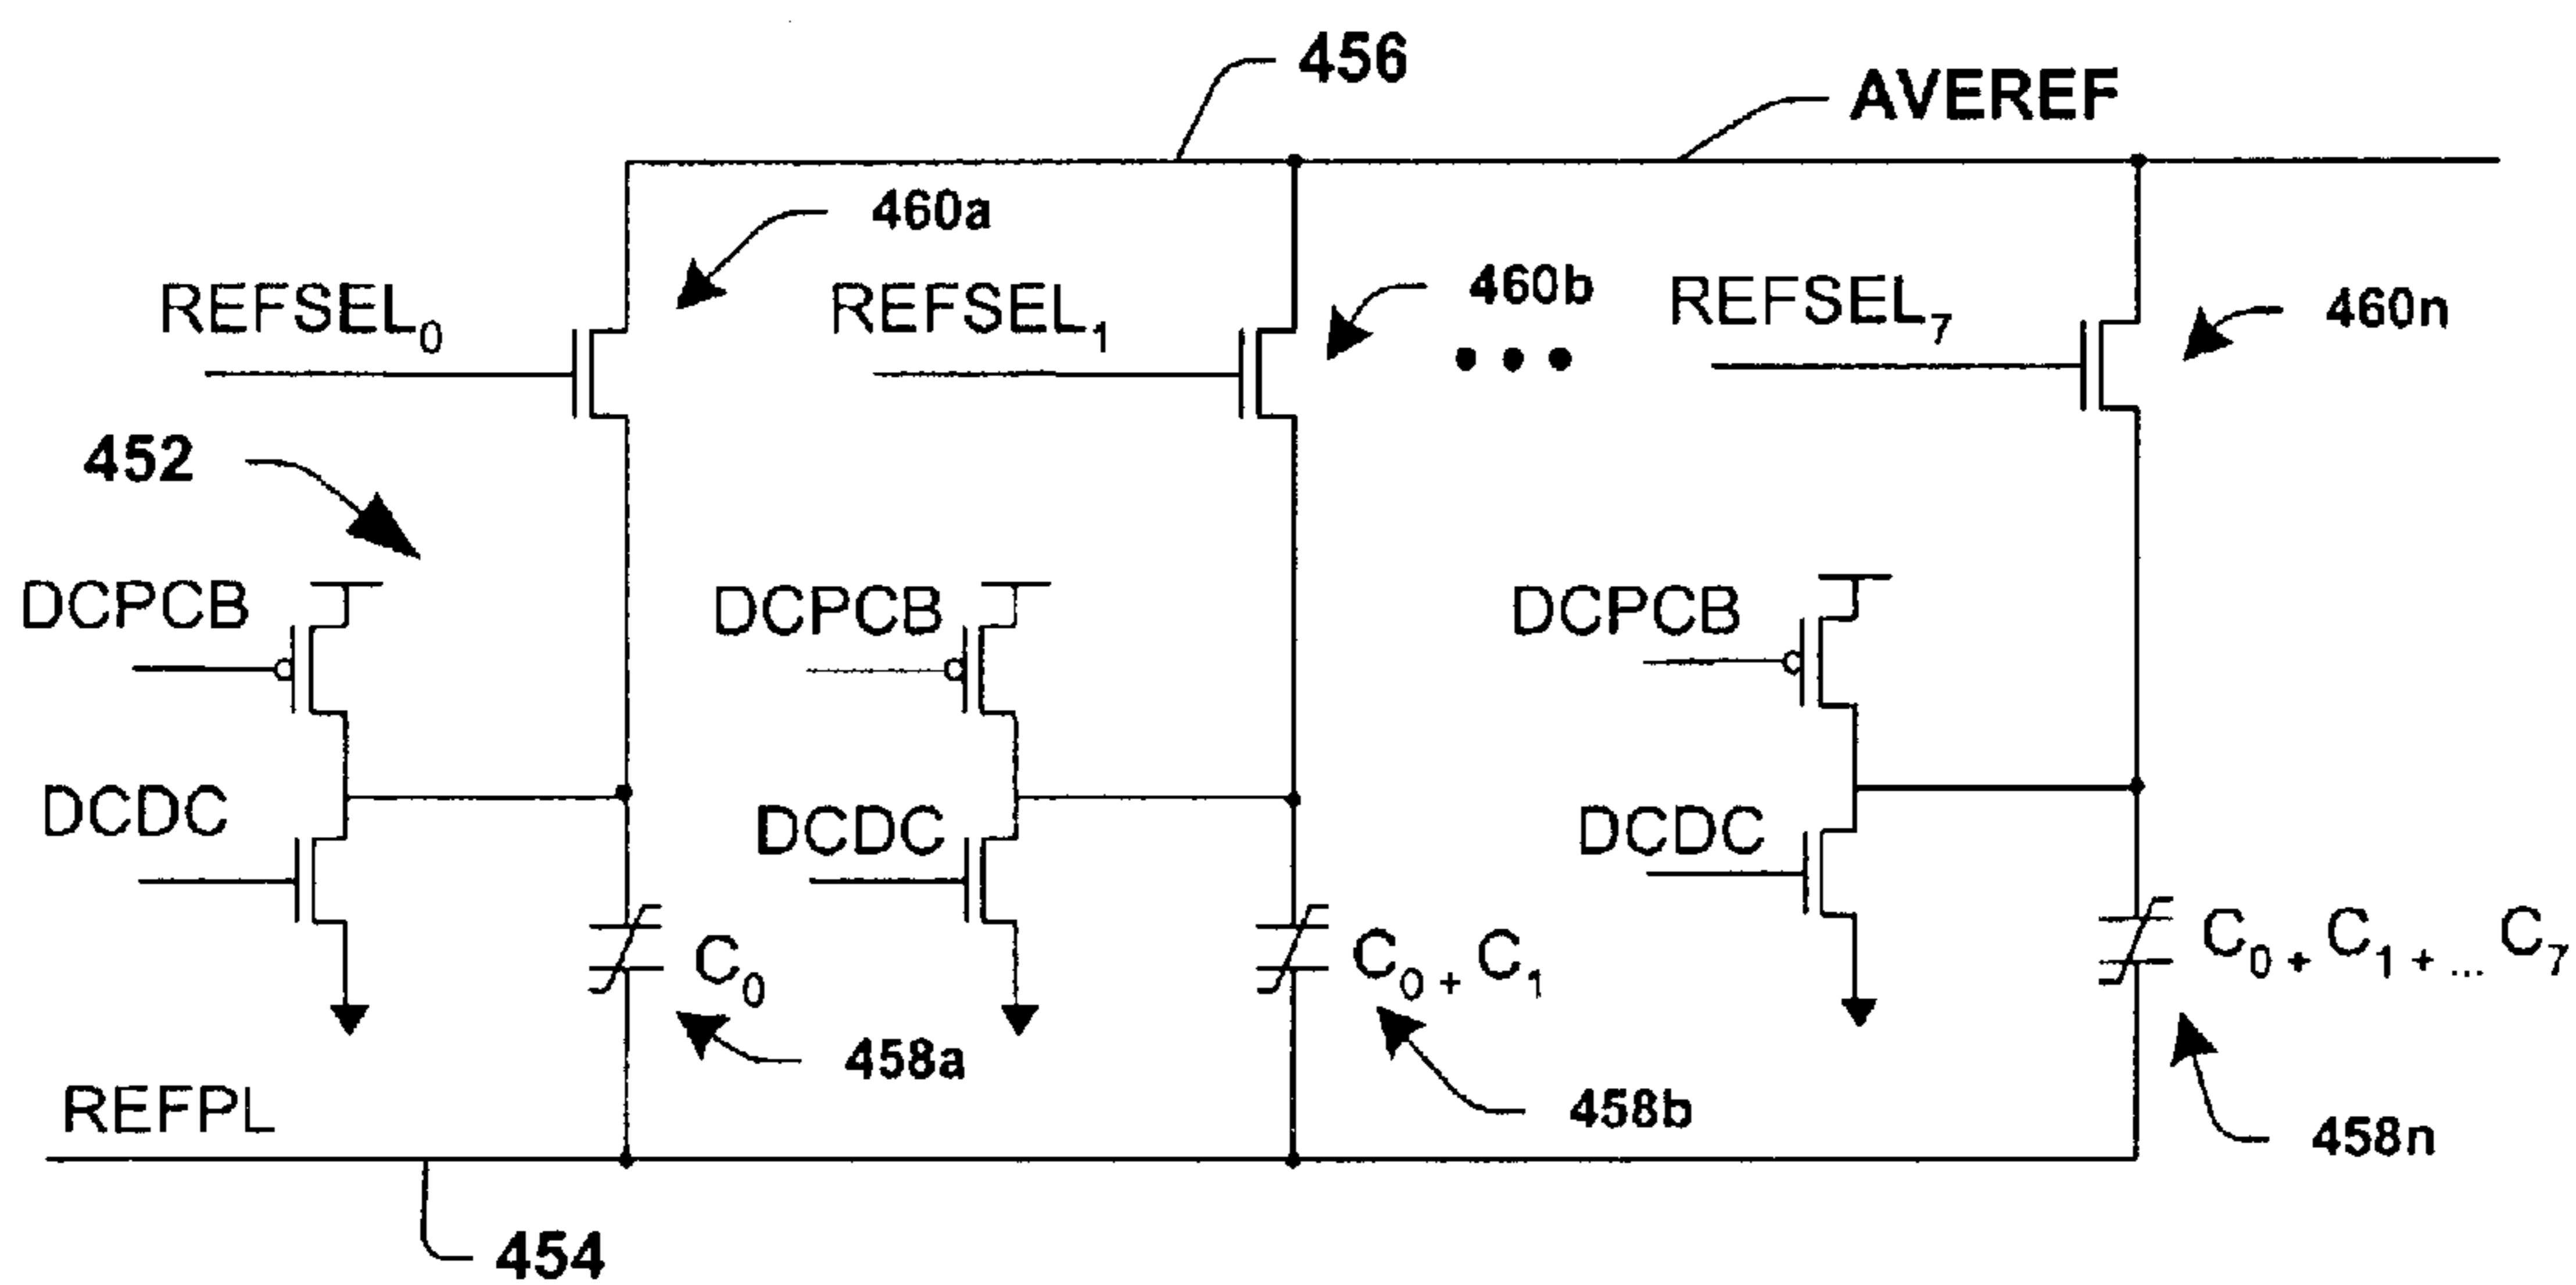 456
AVEREF
460a
REFSEL₀
REFSEL₁
460b
REFSEL₇
460n
452
DCPCB
DCPCB
DCPCB
DCDC
DCDC
DCDC
C₀
C₀ + C₁
C₀ + C₁ + ... C₇
458a
458b
458n
REFPL
454